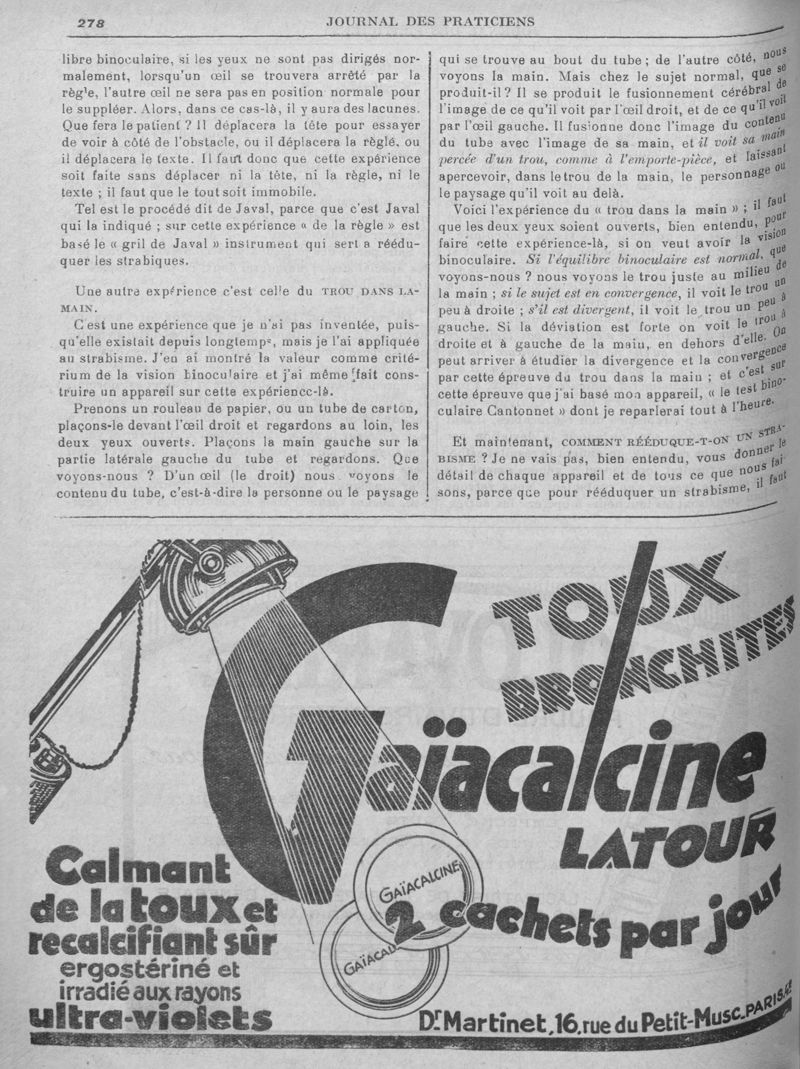 278
JOURNAL DES PRATICIENS
libre binoculaire, si les yeux ne sont pas dirigés nor-
malement, lorsqu'un œil se trouvera arrêté par la
règle, l'autre œil ne sera pas en position normale pour
le suppléer. Alors, dans ce cas-là, il y aura des lacunes.
Que fera le patient ? Il déplacera la tête pour essayer
de voir à côté de l'obstacle, ou il déplacera la règle, ou
il déplacera le texte. Il faut donc que cette expérience
soit faite sans déplacer ni la tête, ni la règle, ni le
texte ; il faut que le tout soit immobile.
Tel est le procédé dit de Javal, parce que c'est Javal
qui la indiqué ; sur cette expérience « de la règle » est
basé le « gril de Javal » instrument qui sert a réédu-
quer les strabiques.
Une autre expérience c'est celle du TROU DANS LA-
MAIN.
C'est une expérience que je n'ai pas inventée, puis-
qu'elle existait depuis longtemps, mais je l'ai appliquée
au strabisme. J'en ai montré la valeur comme crité-
rium de la vision binoculaire et j'ai même fait cons-
truire un appareil sur cette expérience-là.
Prenons un rouleau de papier, ou un tube de carton,
plaçons-le devant l'œil droit et regardons au loin, les
deux yeux ouverts. Plaçons la main gauche sur la
partie latérale gauche du tube et regardons. Que
voyons-nous ? D'un œil (le droit) nous voyons le
contenu du tube, c'est-à-dire la personne ou le paysage
qui se trouve au bout du tube ; de l'autre côté, nous
voyons la main. Mais chez le sujet normal, que se
produit-il ? Il se produit le fusionnement cérébral de
l'image de ce qu'il voit par l'œil droit, et de ce qu'il voit
par l'œil gauche. Il fusionne donc l'image du contenu
du tube avec l'image de sa main, et il voit sa main
percée d'un trou, comme à l'emporte-pièce, et laissant
apercevoir, dans le trou de la main, le personnage ou
le paysage qu'il voit au delà.
Voici l'expérience du « trou dans la main » ; il faut
que les deux yeux soient ouverts, bien entendu, pour
faire cette expérience-là, si on veut avoir la vision
binoculaire. Si l'équilibre binoculaire est normal, que
voyons-nous ? nous voyons le trou juste au milieu de
la main ; si le sujet est en convergence, il voit le trou un
peu à droite ; s'il est divergent, il voit le trou un peu à
gauche. Si la déviation est forte on voit le trou à
droite et à gauche de la main, en dehors d'elle. On
peut arriver à étudier la divergence et la convergence
par cette épreuve du trou dans la main ; et c'est sur
cette épreuve que j'ai basé mon appareil, « le test bino-
culaire Cantonnet » dont je reparlerai tout à l'heure.
Et maintenant, COMMENT RÉÉDUQUE-T-ON UN STRA-
BISME ? Je ne vais pas, bien entendu, vous donner le
détail de chaque appareil et de tous ce que nous fai-
sons, parce que pour rééduquer un strabisme, il faut
TOUX
BRONCHITES
Gaïacalcine
LATOUR
GAÏACALCINE
GAÏACAL
2 cachets par jour
Calmant
de la toux et
recalcifiant sûr
ergostériné et
irradié aux rayons
ultra-violets
Dr Martinet, 16, rue du Petit-Musc-PARIS